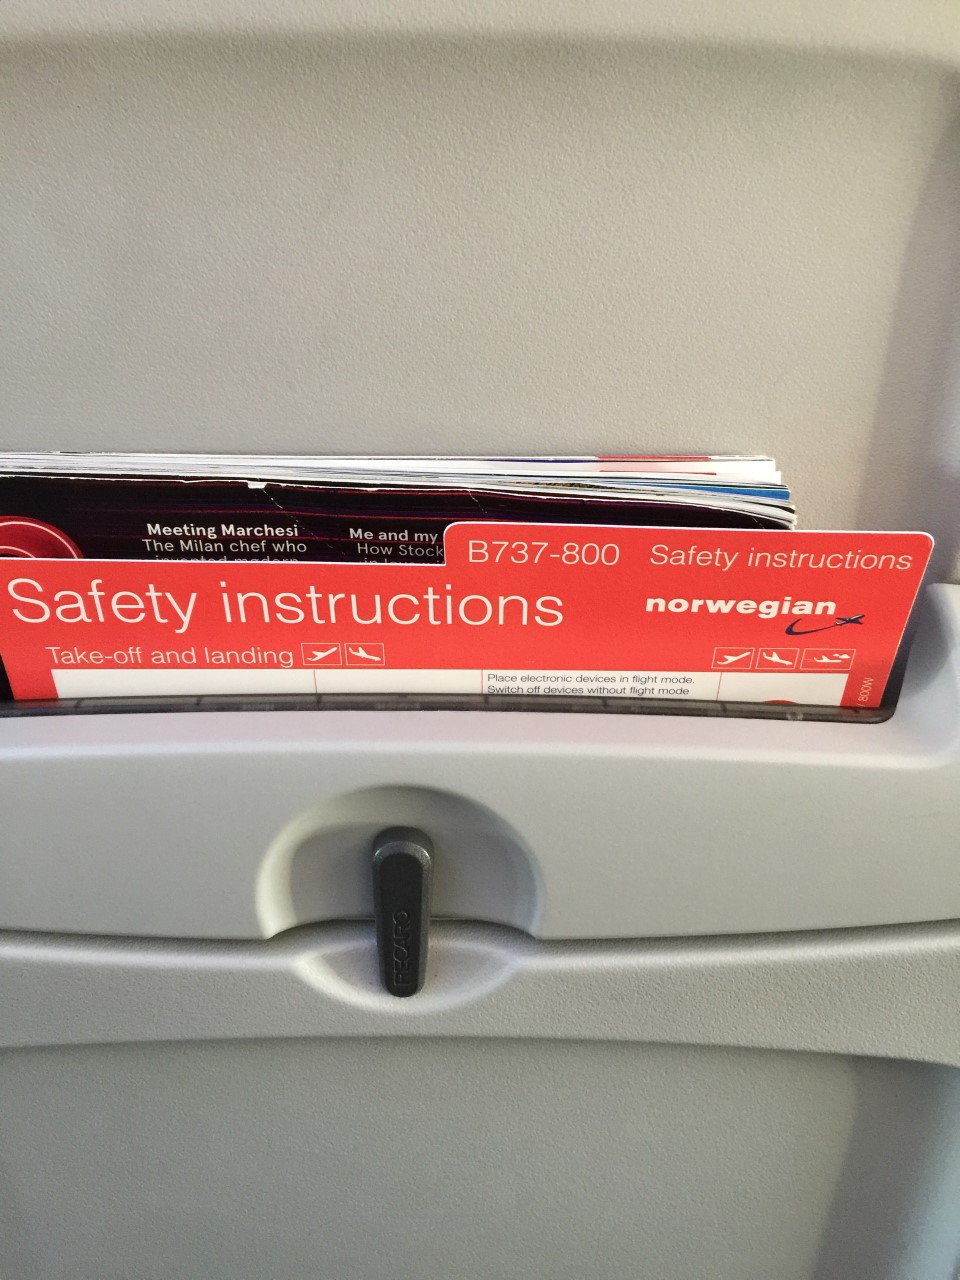 Meeting Marchesi
The Milan chef who
Me and my
How Stock
B737-800 Safety instructions
Safety instructions
norwegian
Take-off and landing
Place electronic devices in flight mode.
Switch off devices without flight mode
RECARO